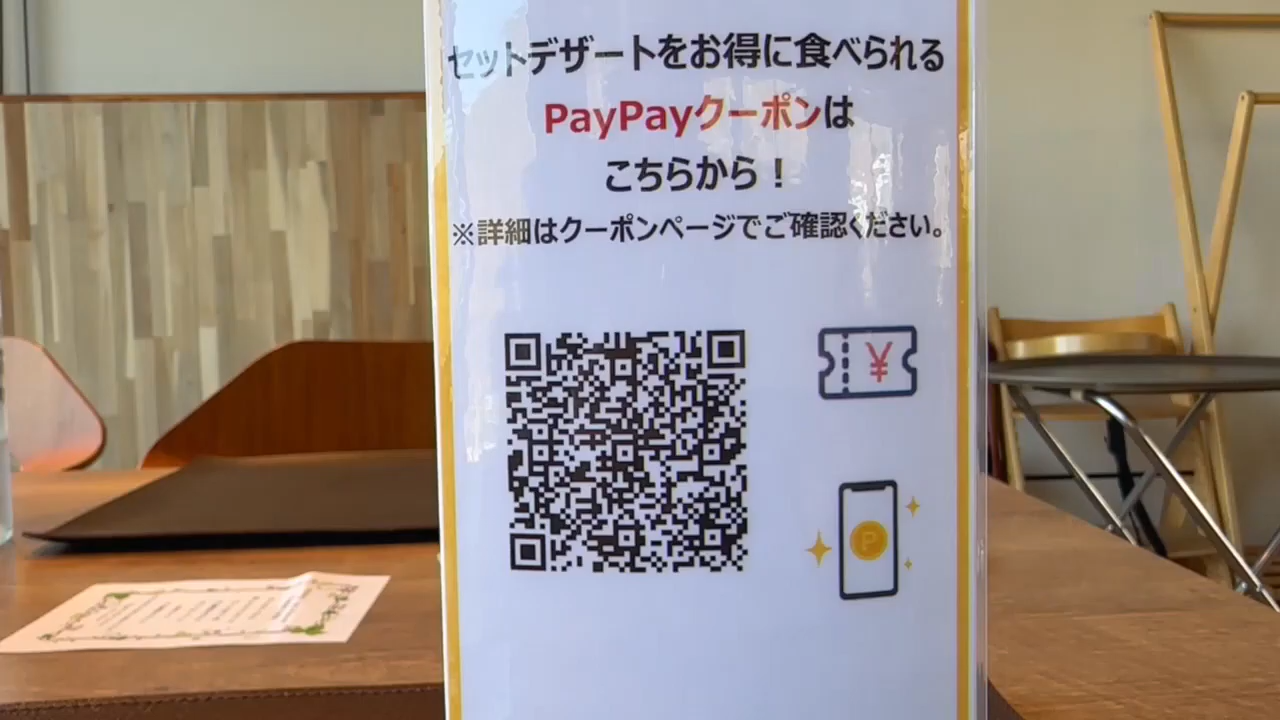 セットデザートをお得に食べられる
PayPayクーポンは
こちらから！
※詳細はクーポンページでご確認ください。
¥
P